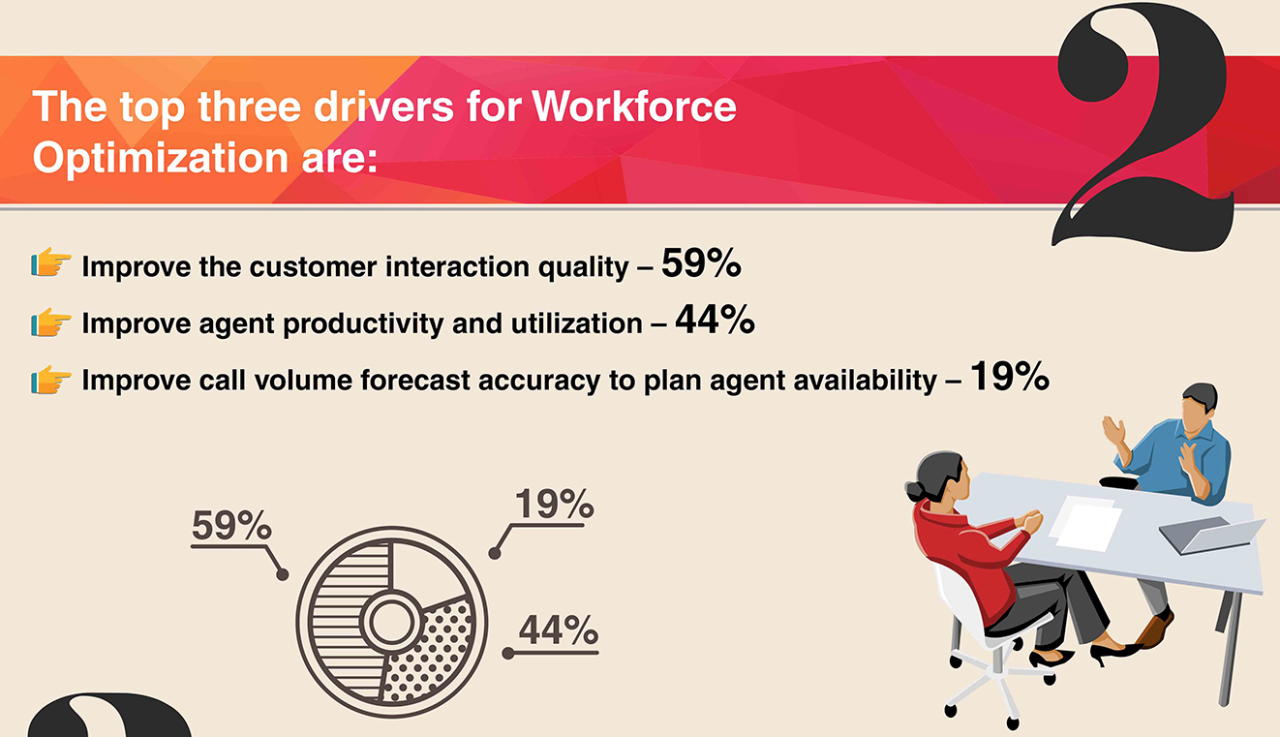 2
The top three drivers for Workforce
Optimization are:
Improve the customer interaction quality – 59%
Improve agent productivity and utilization – 44%
Improve call volume forecast accuracy to plan agent availability – 19%
19%
59%
44%